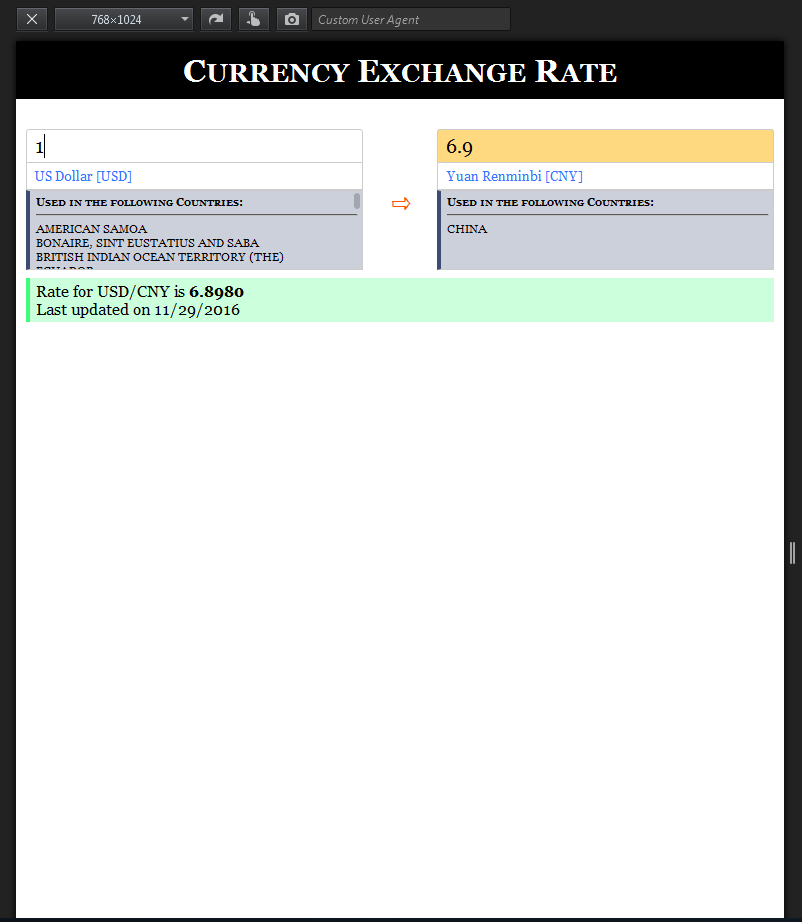 768×1024
Custom User Agent
Currency Exchange Rate
1
6.9
US Dollar [USD]
Yuan Renminbi [CNY]
Used in the following Countries:
Used in the following Countries:
AMERICAN SAMOA
CHINA
BONAIRE, SINT EUSTATIUS AND SABA
BRITISH INDIAN OCEAN TERRITORY (THE)
ECUADOR
Rate for USD/CNY is 6.8980
Last updated on 11/29/2016